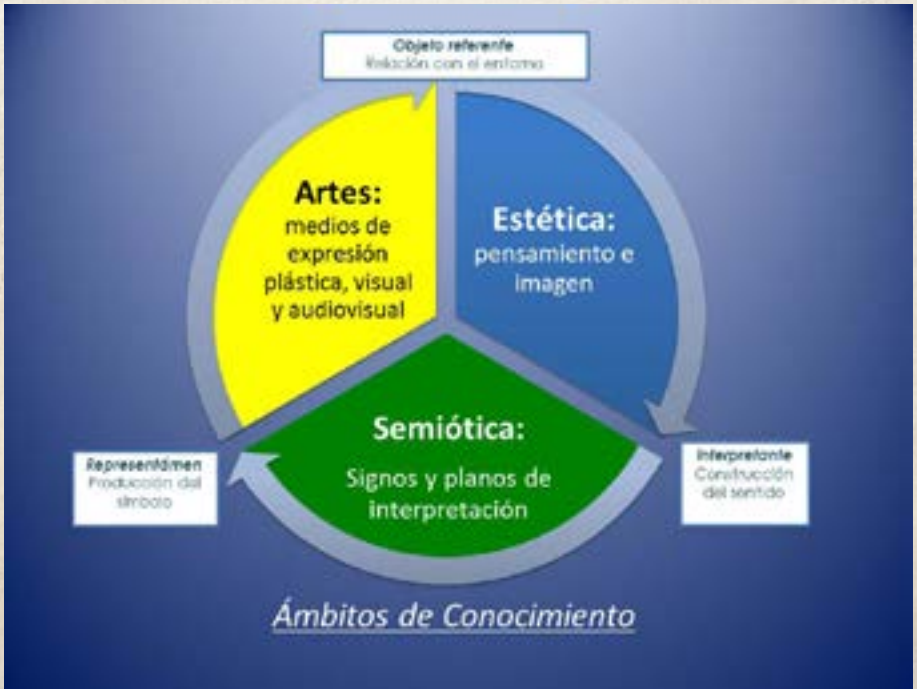 Objeto referente
Relación con el entorno
Artes:
medios de
expresión
plástica, visual
y audiovisual
Estética:
pensamiento e
imagen
Semiótica:
Signos y planos de
interpretación
Representámen
Producción del
símbolo
Interpretante
Construcción
del sentido
Ámbitos de Conocimiento